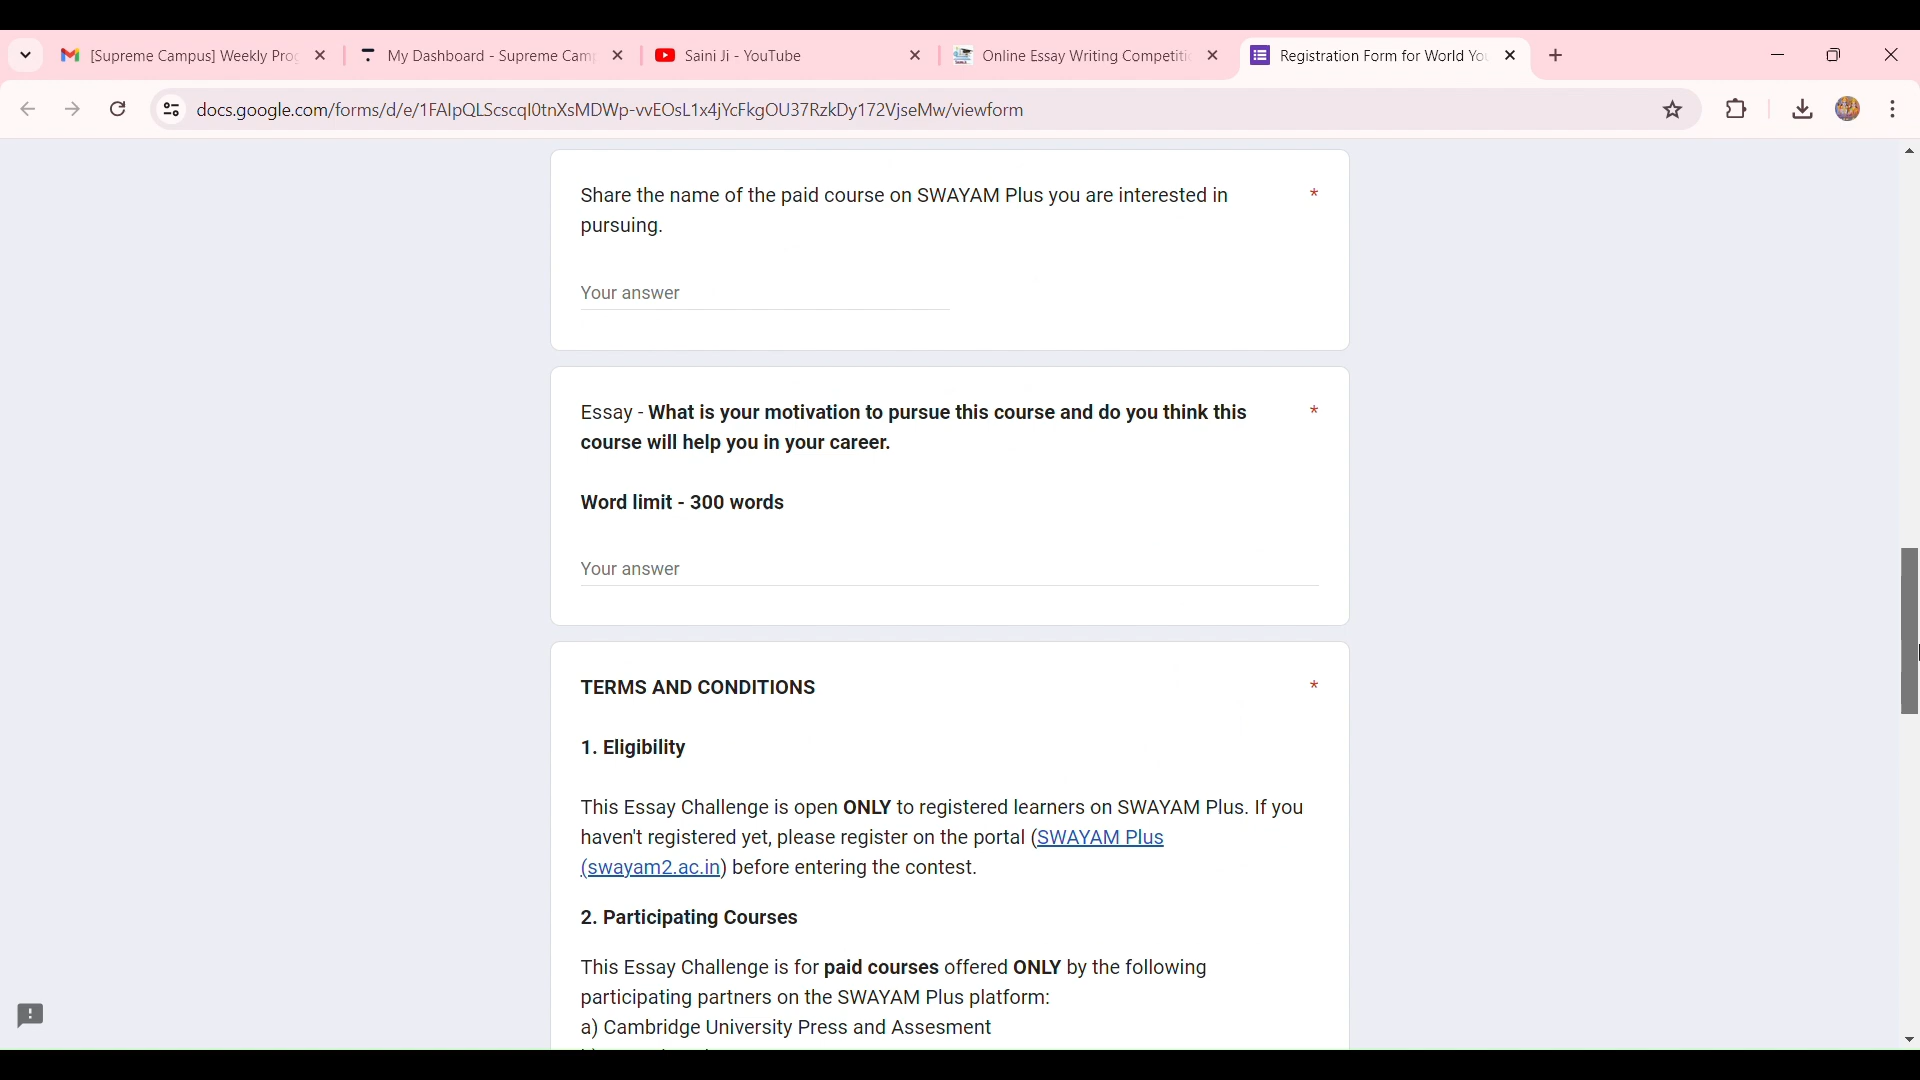 [Supreme Campus] Weekly Prog
My Dashboard - Supreme Camp
Saini Ji - YouTube
Online Essay Writing Competiti
Registration Form for World You
docs.google.com/forms/d/e/1FAIpQLScscqI0tnXsMDWp-vvEOsL1x4jYcFkgOU37RzkDy172VjseMw/viewform
Share the name of the paid course on SWAYAM Plus you are interested in *
pursuing.
Your answer
Essay - What is your motivation to pursue this course and do you think this *
course will help you in your career.
Word limit - 300 words
Your answer
TERMS AND CONDITIONS *
1. Eligibility
This Essay Challenge is open ONLY to registered learners on SWAYAM Plus. If you
haven't registered yet, please register on the portal (SWAYAM Plus
(swayam2.ac.in) before entering the contest.
2. Participating Courses
This Essay Challenge is for paid courses offered ONLY by the following
participating partners on the SWAYAM Plus platform:
a) Cambridge University Press and Assesment